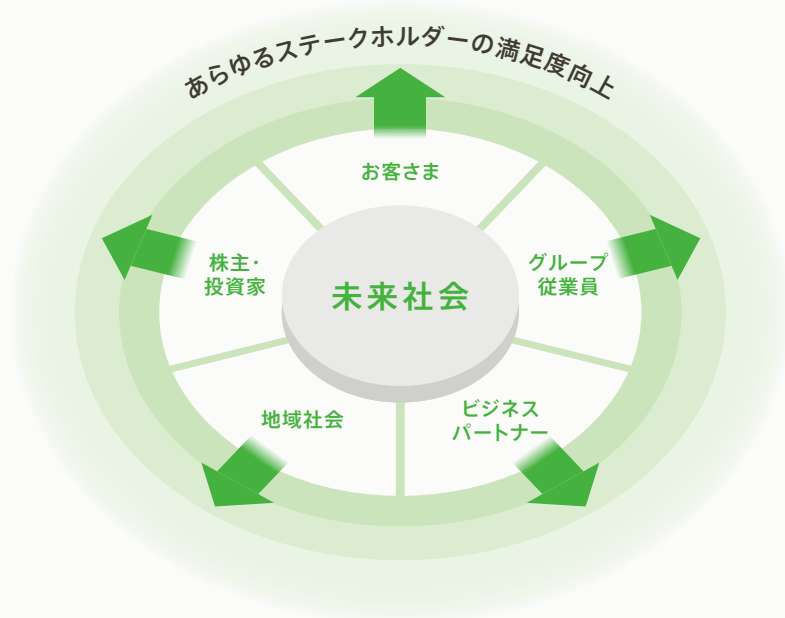 あらゆるステークホルダーの満足度向上
お客さま
株主・
投資家
グループ
従業員
未来社会
地域社会
ビジネス
パートナー